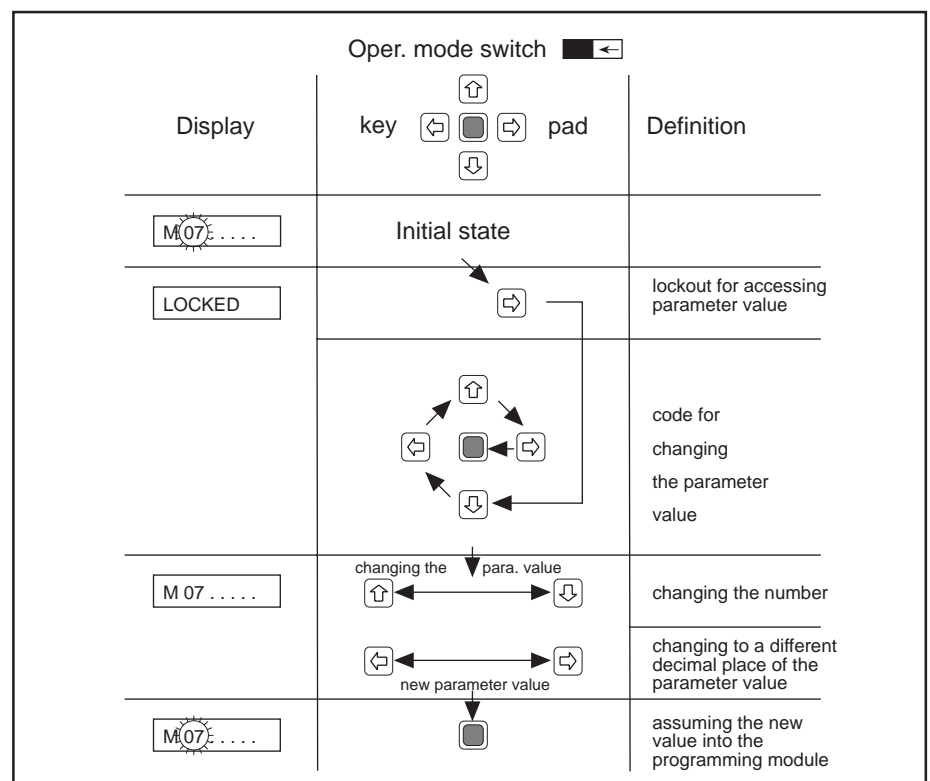 Oper. mode switch
Display
key
pad
Definition
M 07 . . . . .
Initial state
LOCKED
lockout for accessing
parameter value
code for
changing
the parameter
value
changing the
para. value
M 07 . . . . .
changing the number
changing to a different
decimal place of the
parameter value
new parameter value
M 07 . . . . .
assuming the new
value into the
programming module